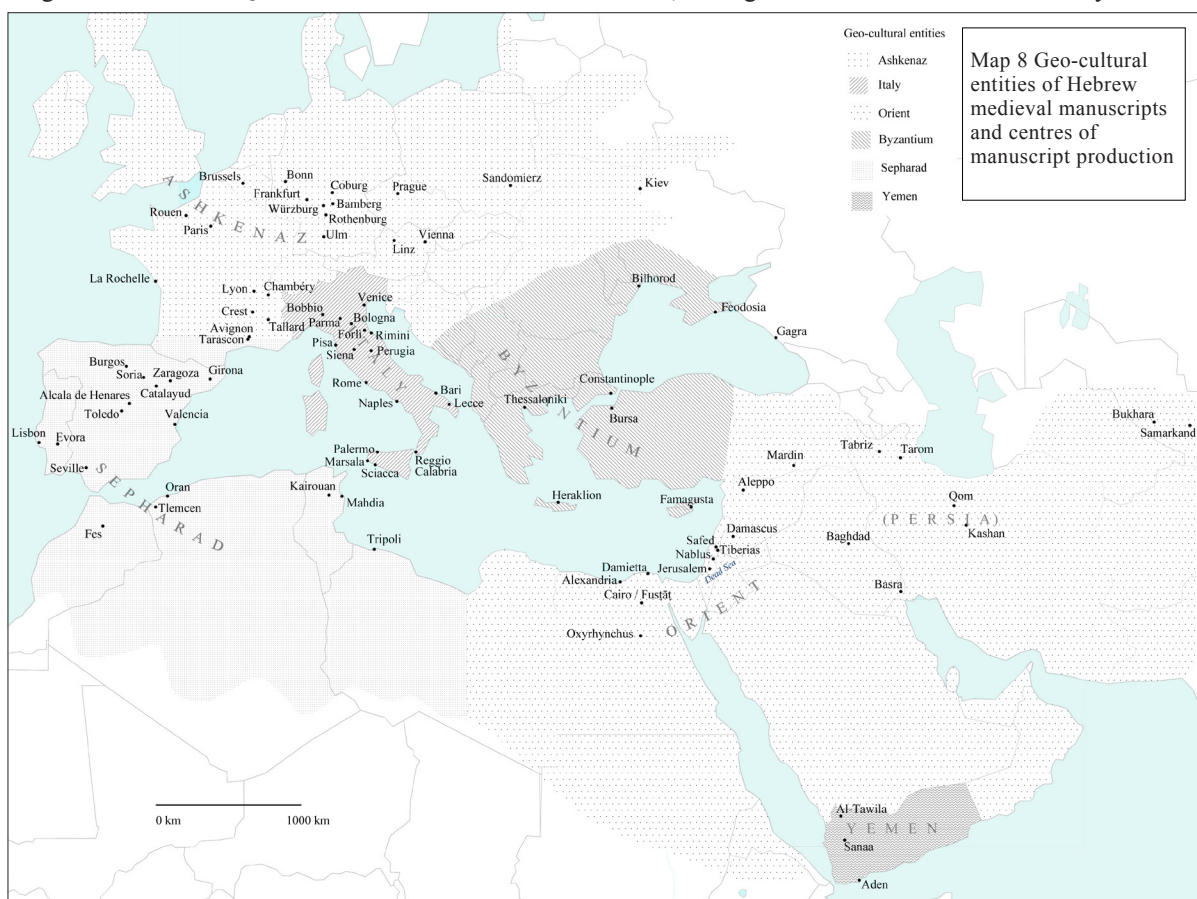 Geo-cultural entities
Ashkenaz
Italy
Orient
Byzantium
Sepharad
Yemen
Map 8 Geo-cultural
entities of Hebrew
medieval manuscripts
and centres of
manuscript production
ASHKENAZ
Brussels
Bonn
Frankfurt
Coburg
Würzburg
Bamberg
Rothenburg
Prague
Sandomierz
Kiev
Rouen
Paris
Ulm
Linz
Vienna
La Rochelle
Lyon
Chambéry
Crest
Tallard
Avignon
Tarascon
ITALY
Bobbio
Venice
Parma
Bologna
Forlì
Rimini
Pisa
Siena
Perugia
Rome
Naples
Bari
Lecce
Palermo
Marsala
Sciacca
Reggio
Calabria
BYZANTIUM
Bilhorod
Feodosia
Gagra
Constantinople
Thessaloniki
Bursa
Heraklion
Famagusta
SEPHARAD
Burgos
Soria
Zaragoza
Girona
Catalayud
Alcala de Henares
Toledo
Valencia
Lisbon
Evora
Seville
Oran
Tlemcen
Fes
Kairouan
Mahdia
Tripoli
ORIENT
Bukhara
Samarkand
Tabriz
Tarom
Mardin
Aleppo
Qom
(PERSIA)
Kashan
Damascus
Baghdad
Safed
Tiberias
Nablus
Jerusalem
Dead Sea
Basra
Damietta
Alexandria
Cairo / Fusṭāṭ
Oxyrhynchus
Al-Tawila
YEMEN
Sanaa
Aden
0 km
1000 km